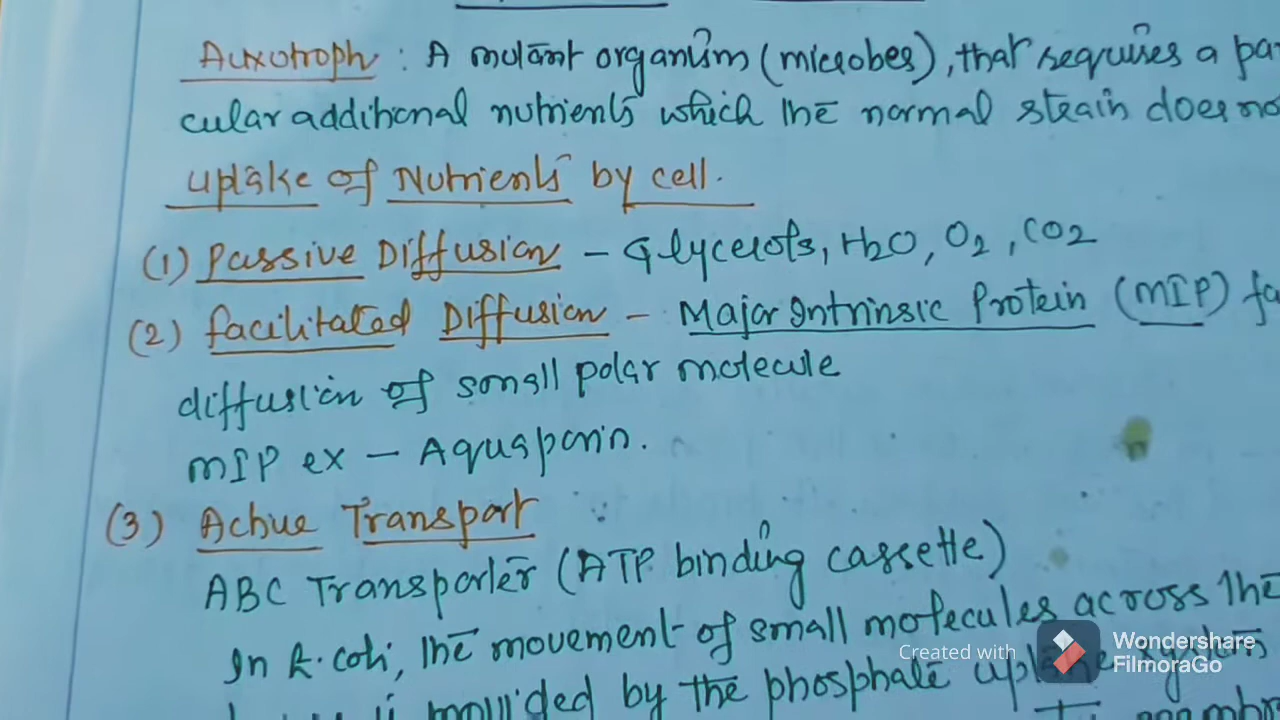 Auxotroph : A mutant organism (microbes), that requires a pa
cular additional nutrients which the normal strain does no
Uptake of Nutrients by cell.
(1) Passive Diffusion - Glycerols, H2O, O2, CO2
(2) facilitated Diffusion - Major Intrinsic Protein (MIP) fa
diffusion of small polar molecule
MIP ex - Aquaporin.
(3) Active Transport
ABC Transporter (ATP binding cassette)
In E.coli, the movement of small molecules across the
by the phosphate uptake system
Created with Wondershare FilmoraGo